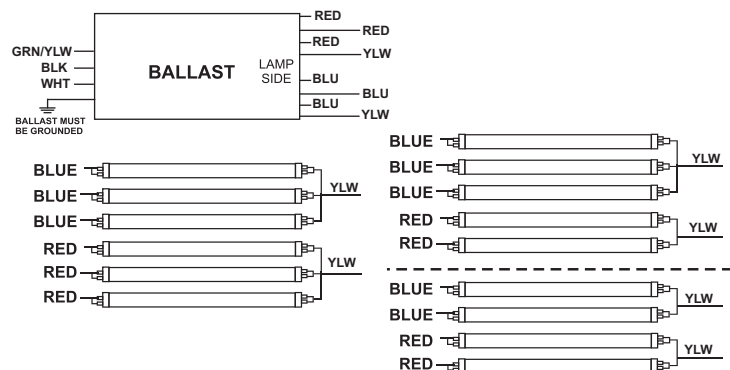 GRN/YLW
BLK
WHT
BALLAST MUST
BE GROUNDED
BALLAST
LAMP
SIDE
RED
RED
RED
YLW
BLU
BLU
BLU
YLW
BLUE
BLUE
BLUE
YLW
RED
RED
RED
YLW
BLUE
BLUE
BLUE
YLW
RED
RED
YLW
BLUE
BLUE
YLW
RED
RED
YLW